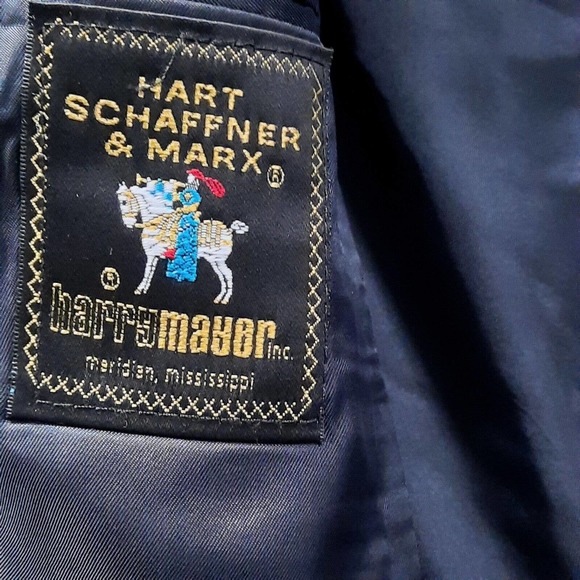 HART
SCHAFFNER
& MARX ®
®
harrymayer inc.
meridian, mississippi